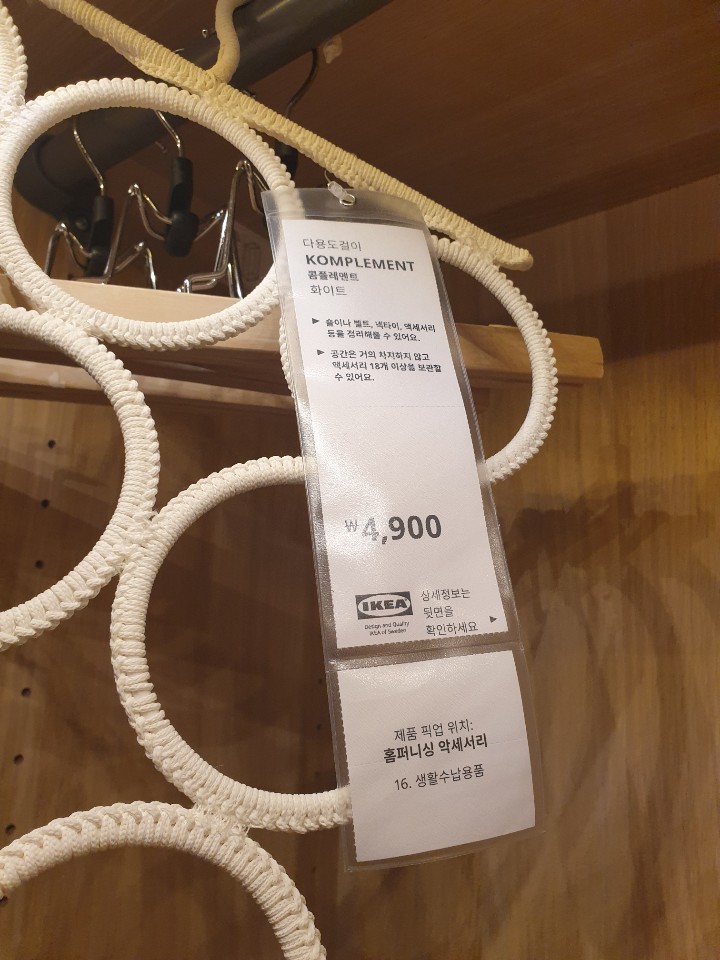 다용도걸이
KOMPLEMENT
콤플레멘트
화이트
▶ 숄이나 벨트, 넥타이, 액세서리
등을 정리해둘 수 있어요.
▶ 공간은 거의 차지하지 않고
액세서리 18개 이상을 보관할
수 있어요.
₩4,900
IKEA
Design and Quality
IKEA of Sweden
상세정보는
뒷면을
확인하세요 ▶
제품 픽업 위치:
홈퍼니싱 악세서리
16. 생활수납용품